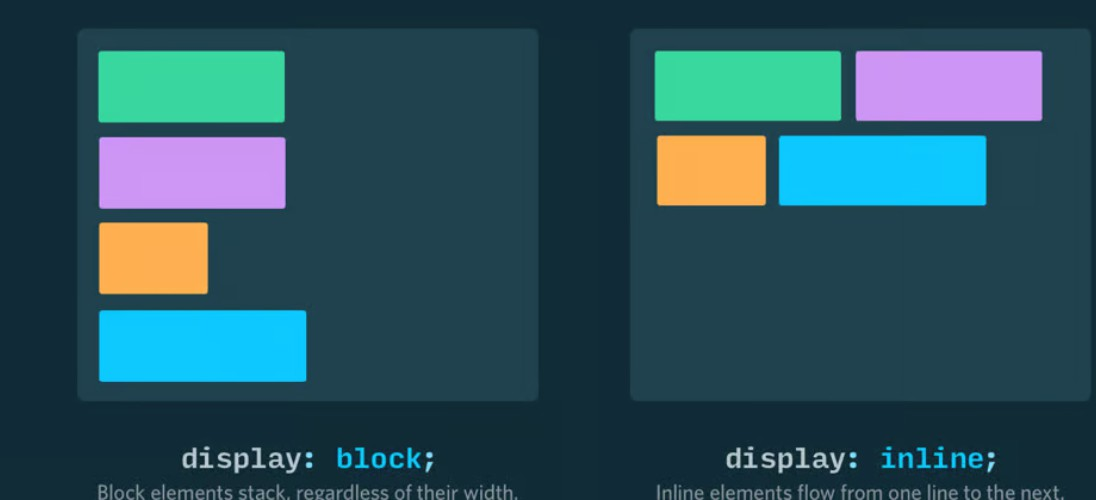 display: block;
Block elements stack, regardless of their width.
display: inline;
Inline elements flow from one line to the next.